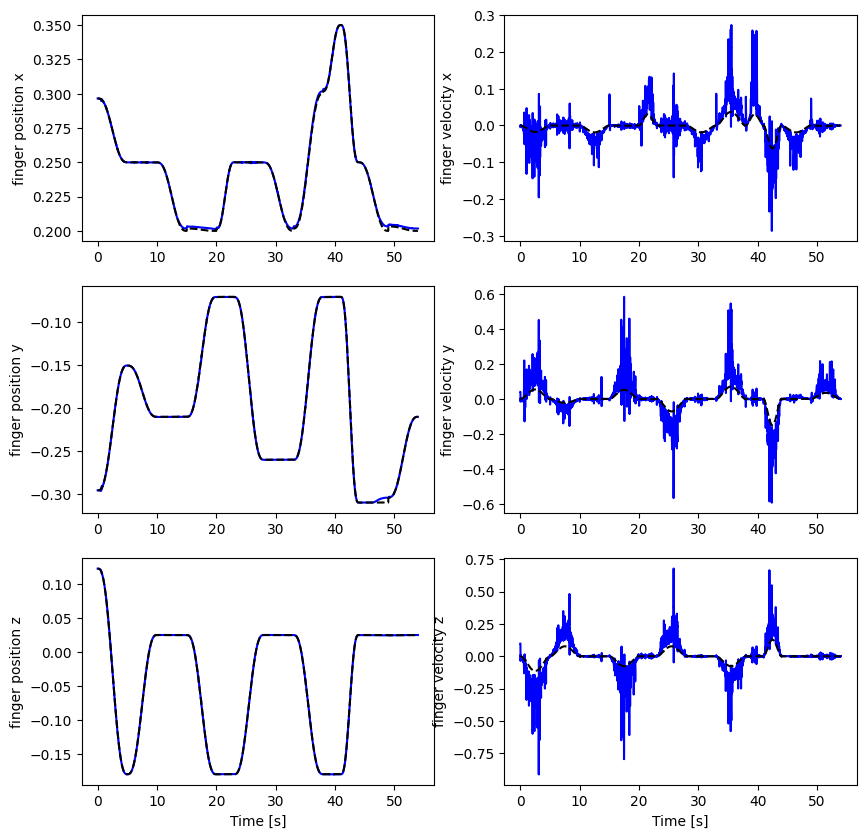 finger position x
0.350
0.325
0.300
0.275
0.250
0.225
0.200
0 10 20 30 40 50
finger velocity x
0.3
0.2
0.1
0.0
−0.1
−0.2
−0.3
0 10 20 30 40 50
finger position y
−0.10
−0.15
−0.20
−0.25
−0.30
0 10 20 30 40 50
finger velocity y
0.6
0.4
0.2
0.0
−0.2
−0.4
−0.6
0 10 20 30 40 50
finger position z
0.10
0.05
0.00
−0.05
−0.10
−0.15
0 10 20 30 40 50
Time [s]
finger velocity z
0.75
0.50
0.25
0.00
−0.25
−0.50
−0.75
0 10 20 30 40 50
Time [s]